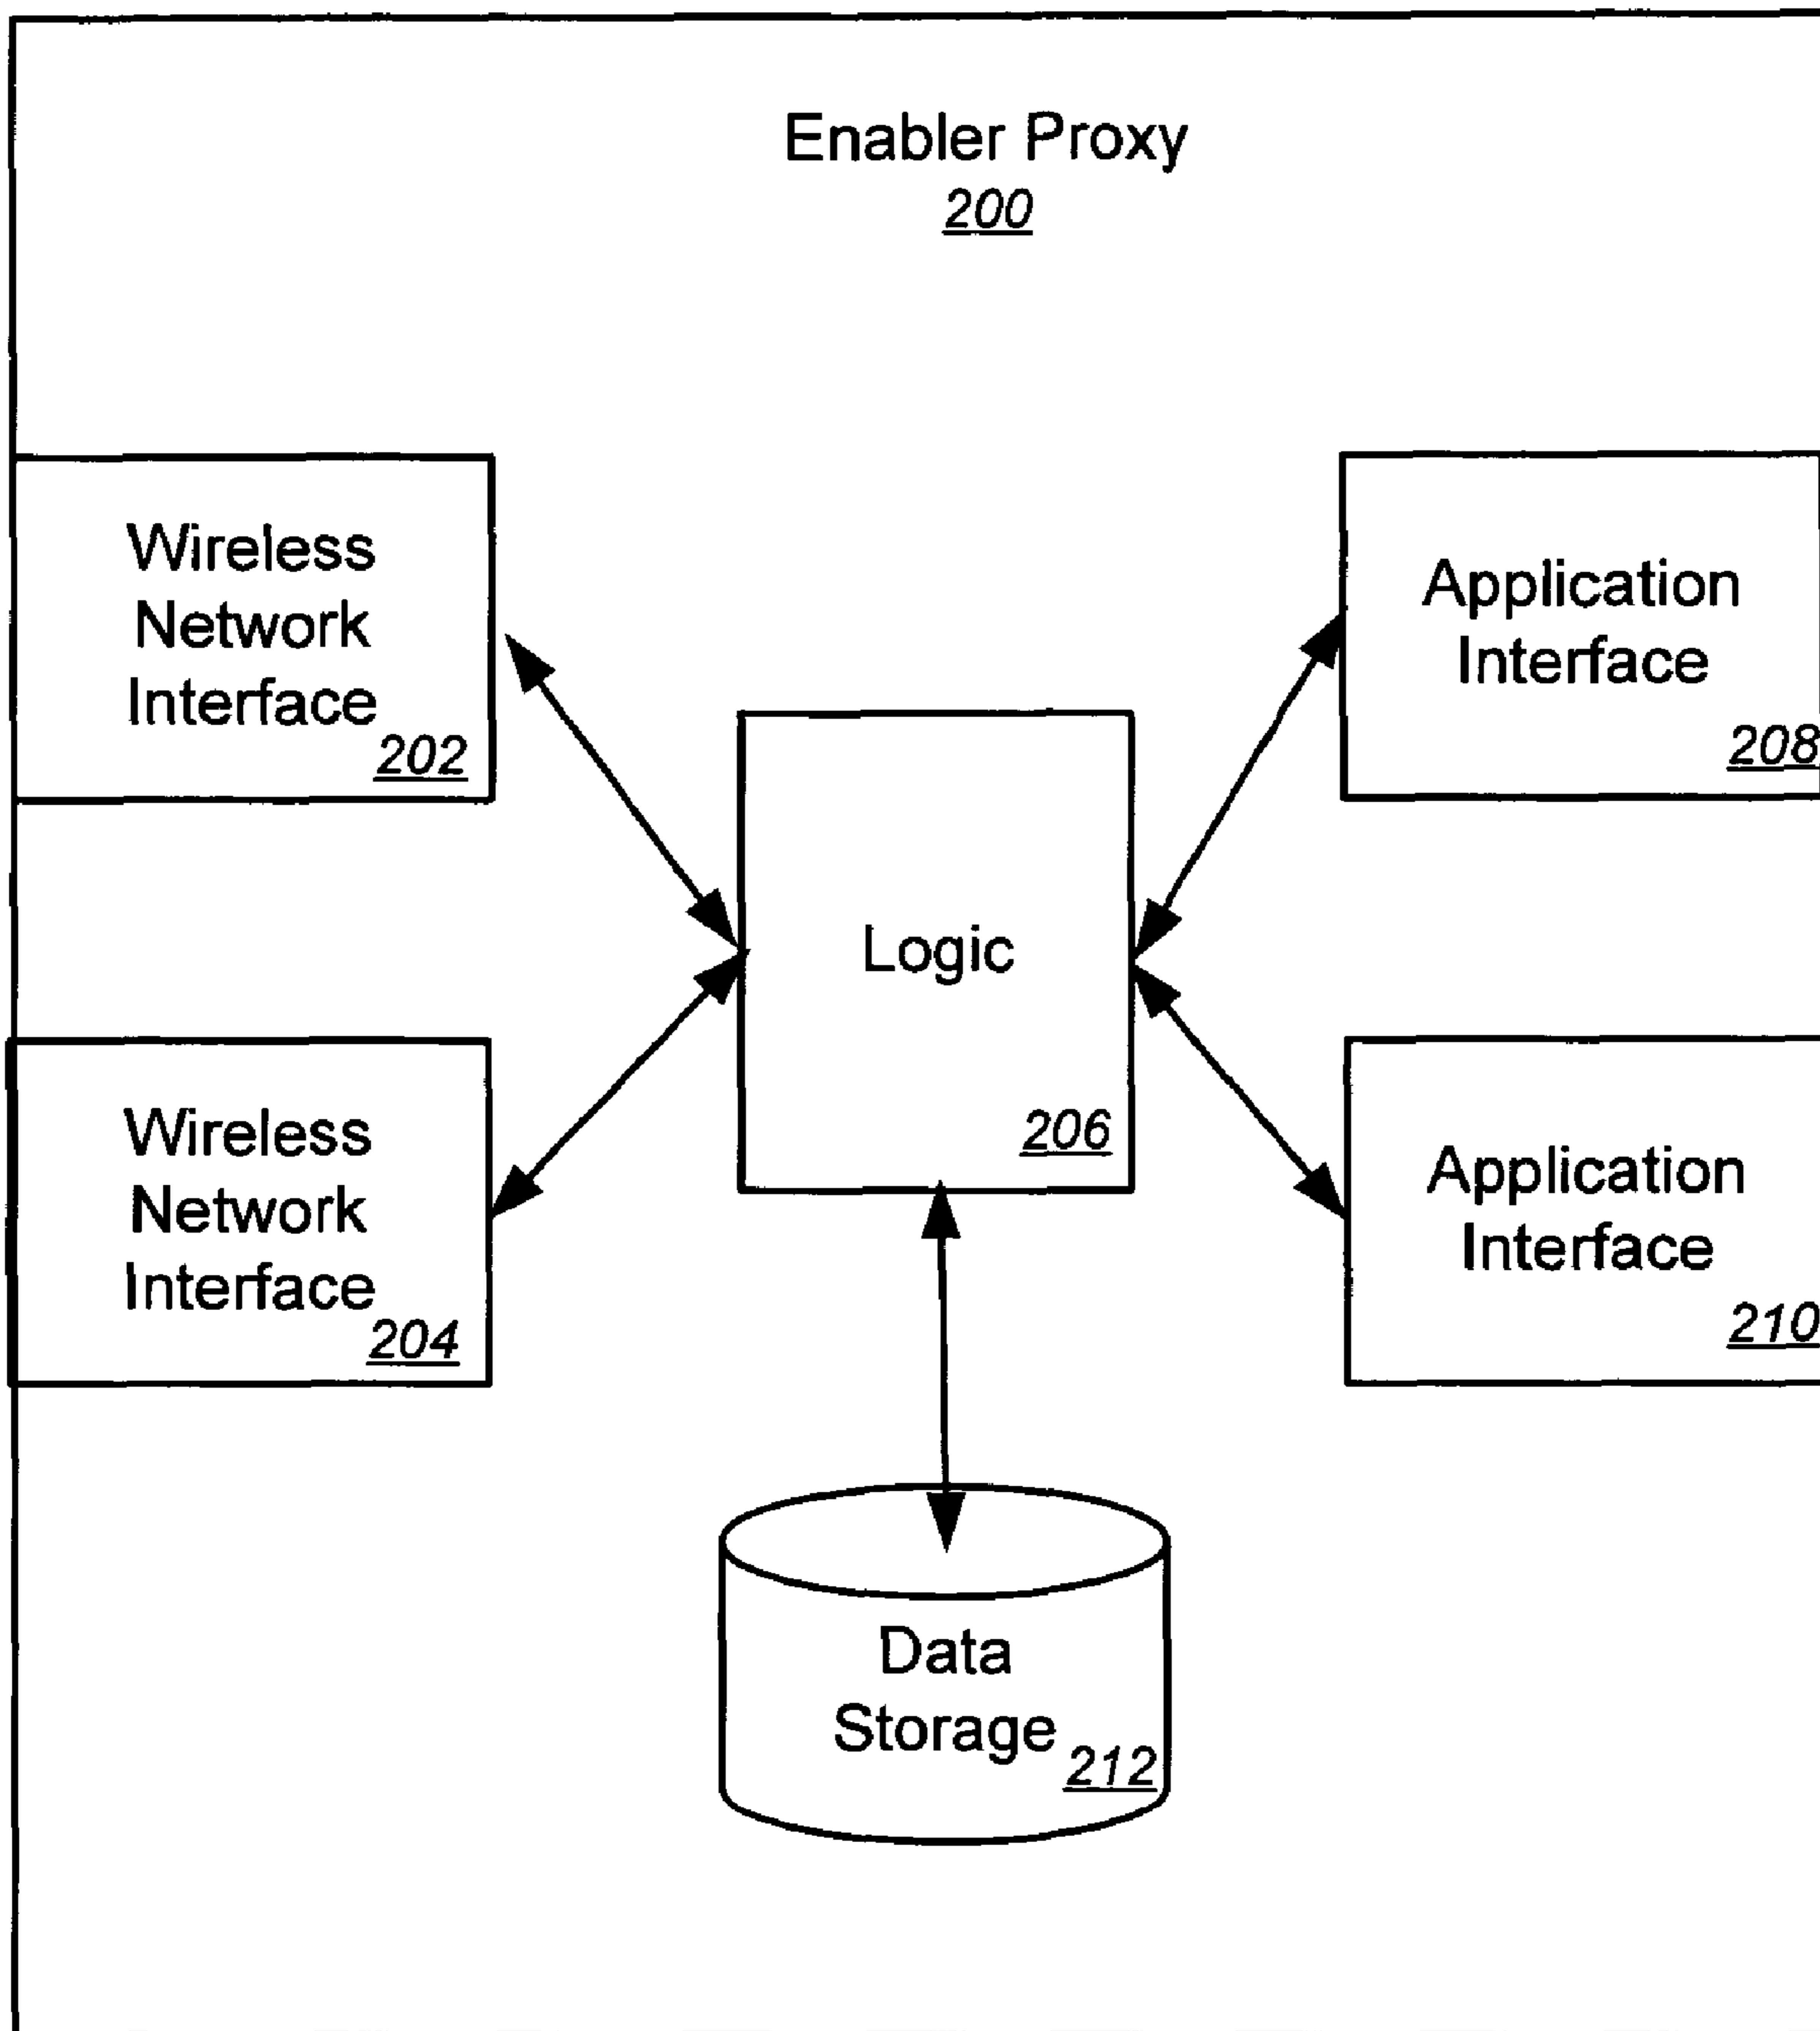 Enabler Proxy
200
Wireless
Network
Interface
202
Application
Interface
208
Logic
206
Wireless
Network
Interface
204
Application
Interface
210
Data
Storage
212